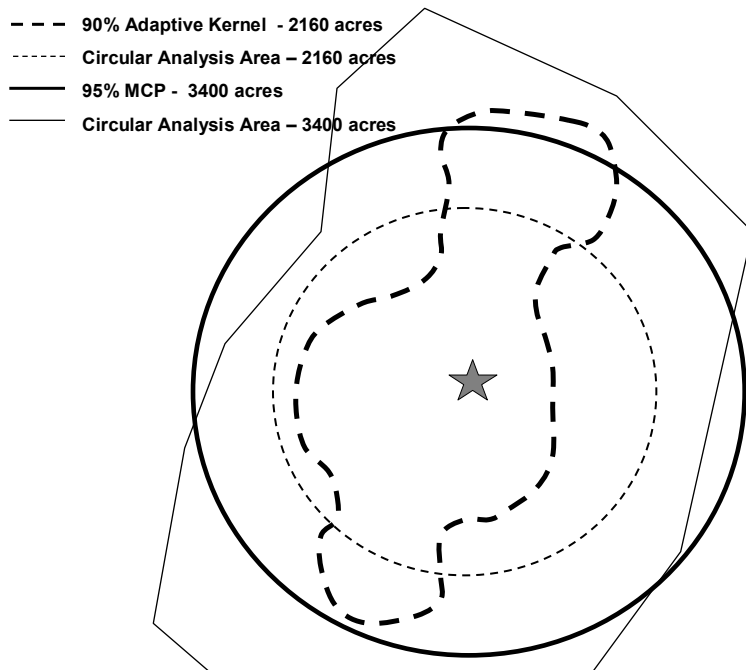 90% Adaptive Kernel - 2160 acres
Circular Analysis Area – 2160 acres
95% MCP - 3400 acres
Circular Analysis Area – 3400 acres